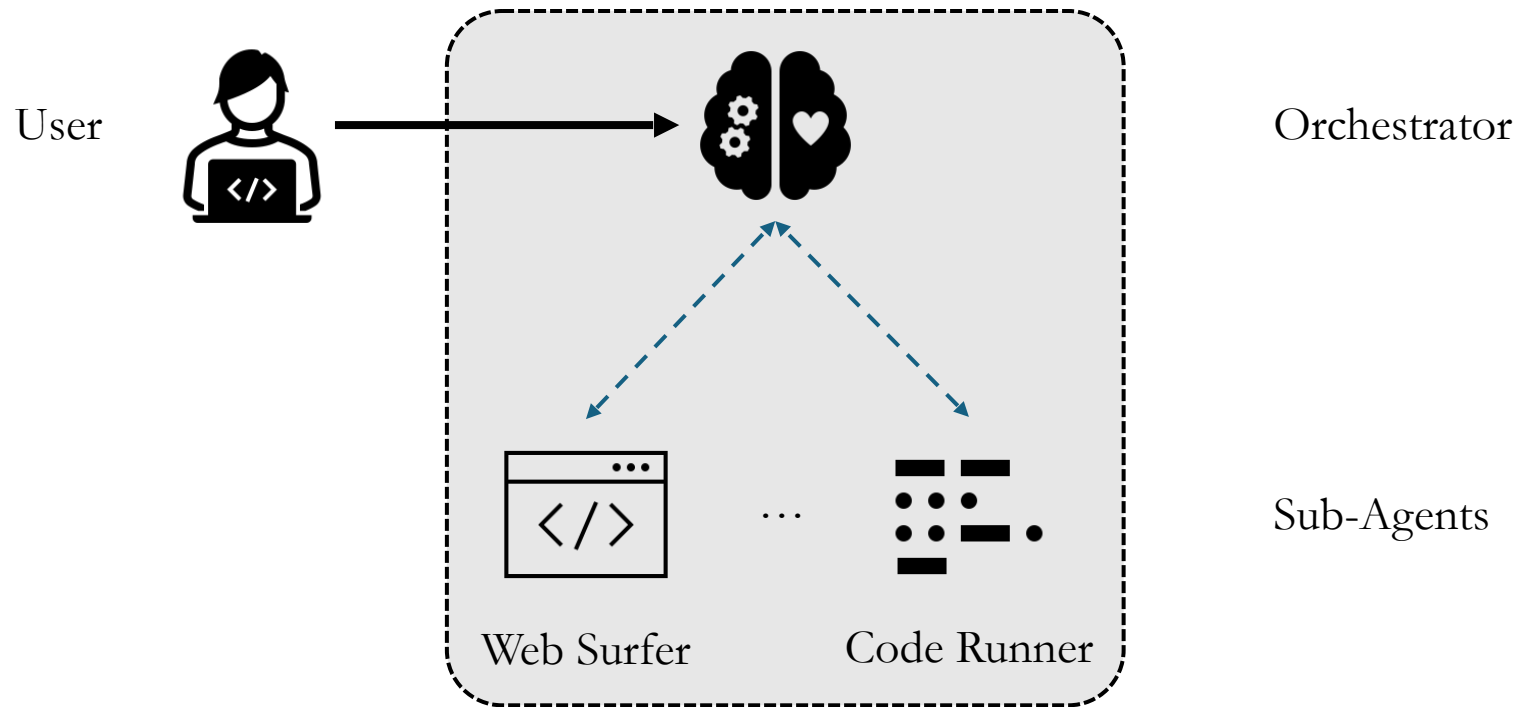 User
</>
Orchestrator
</>
...
Sub-Agents
Web Surfer
Code Runner